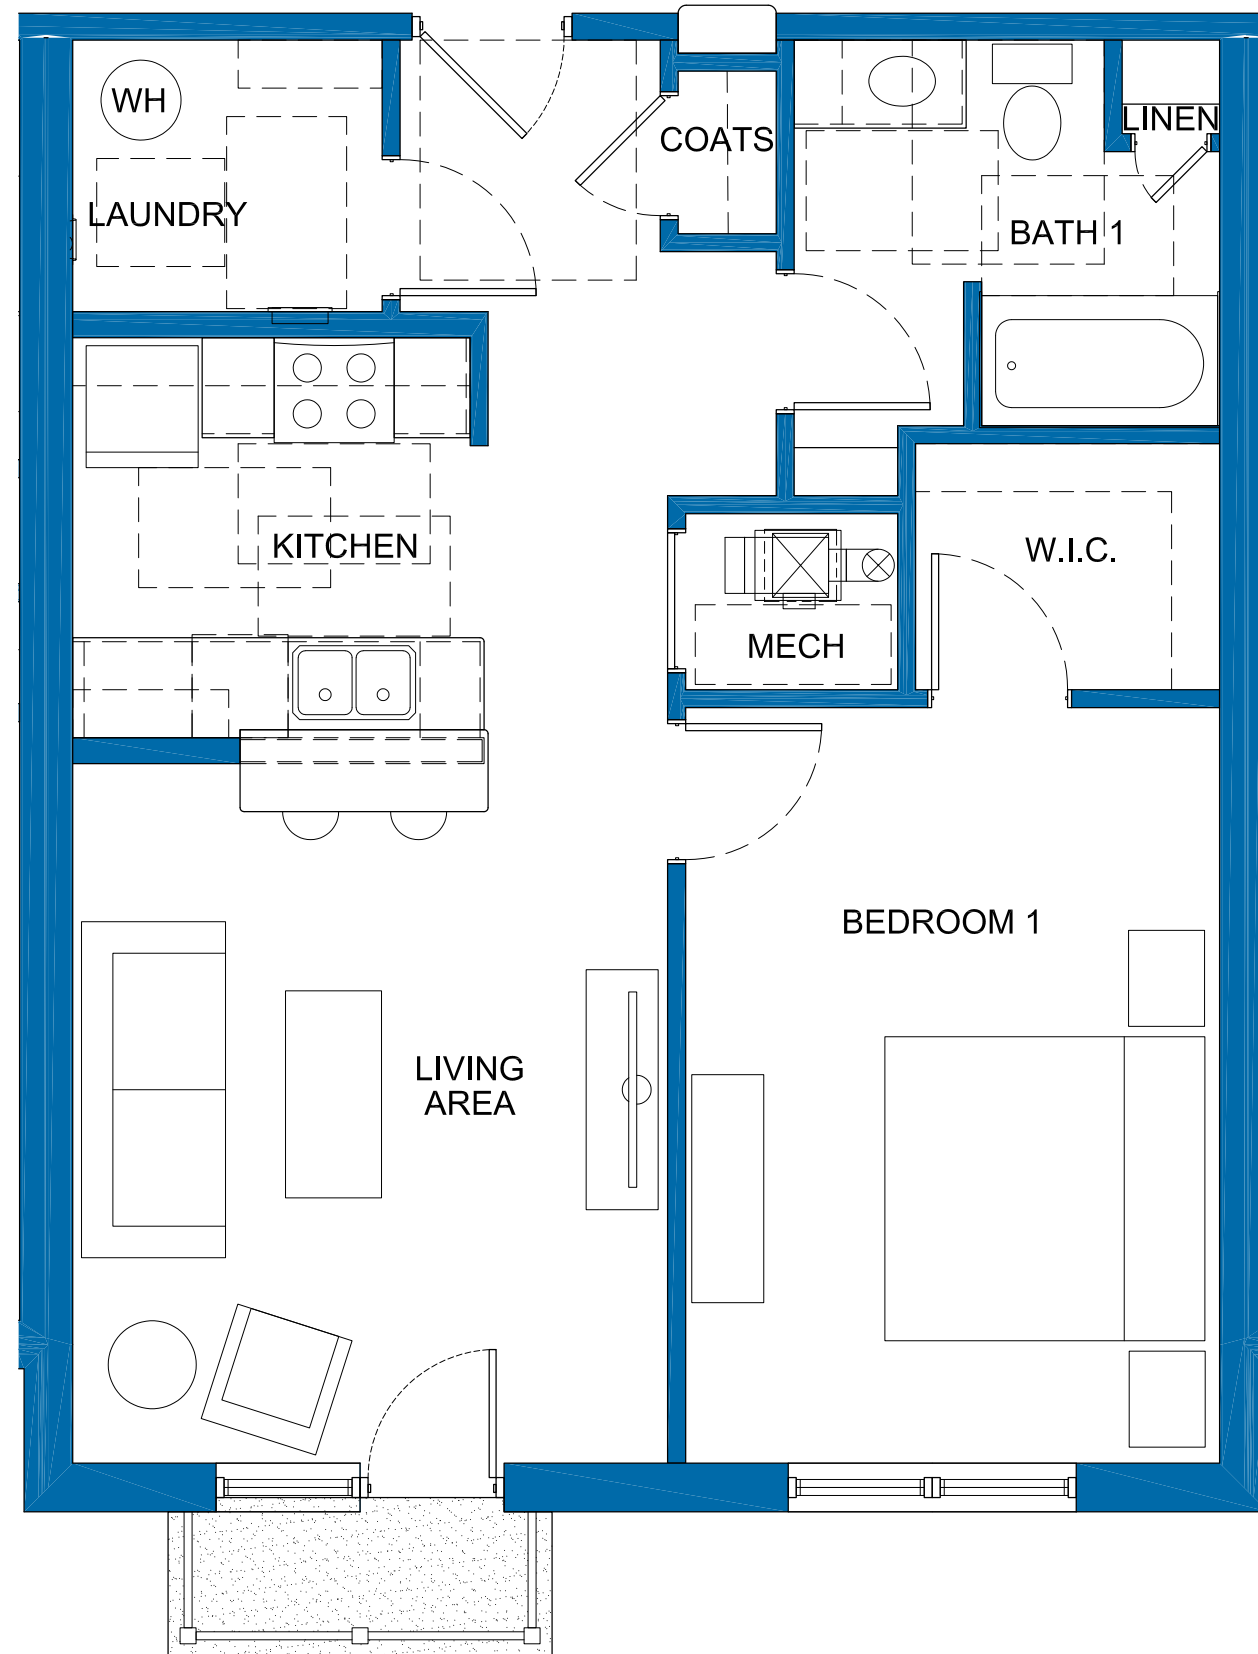 WH
COATS
LINEN
LAUNDRY
BATH 1
KITCHEN
W.I.C.
MECH
BEDROOM 1
LIVING
AREA